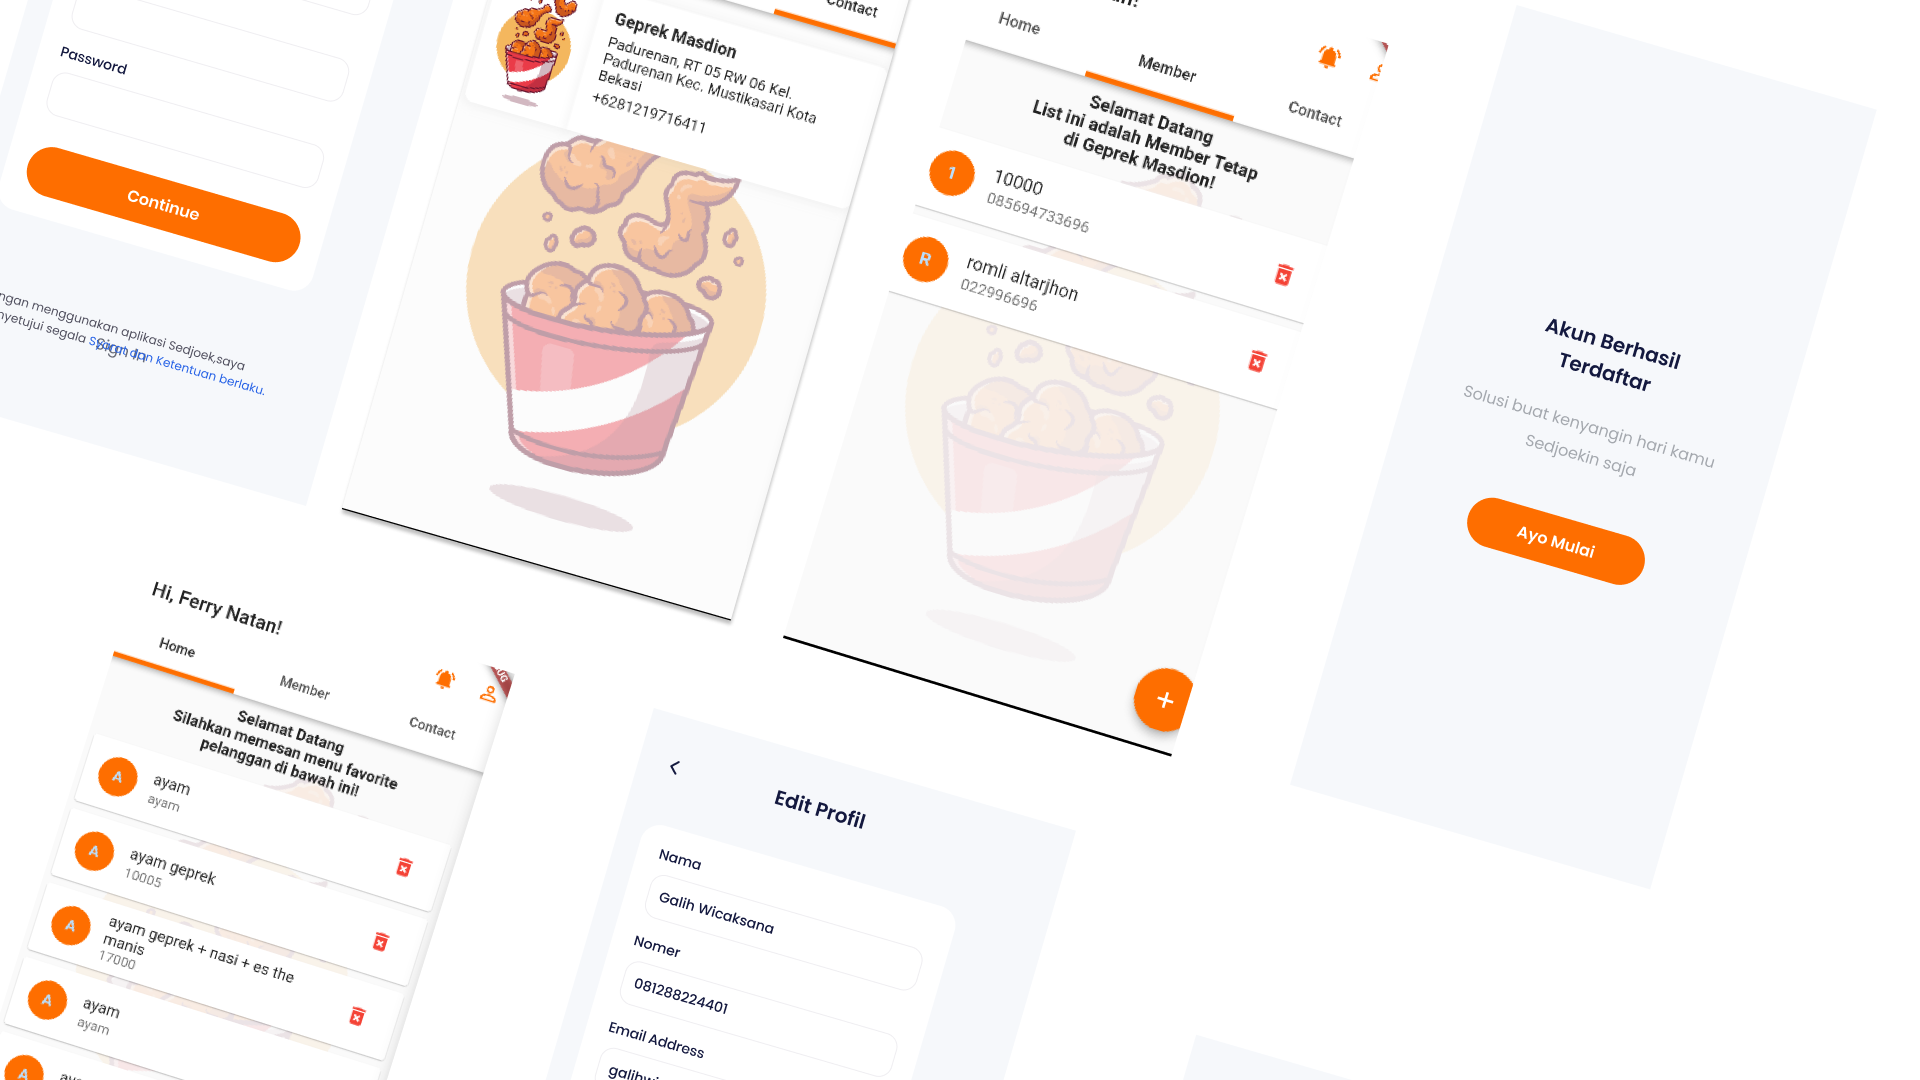 Password
Continue
menggunakan aplikasi Sedjoek,saya
segala Syarat dan Ketentuan berlaku.
Sign In
Contact
Geprek Masdion
Padurenan, RT 05 RW 06 Kel.
Padurenan Kec. Mustikasari Kota
Bekasi
+6281219716411
Home
Member
Contact
Selamat Datang
List ini adalah Member Tetap
di Geprek Masdion!
1
10000
085694733696
R
romli altarjhon
022996696
+
Akun Berhasil
Terdaftar
Solusi buat kenyangin hari kamu
Sedjoekin saja
Ayo Mulai
Hi, Ferry Natan!
Home
Member
Contact
Selamat Datang
Silahkan memesan menu favorite
pelanggan di bawah ini!
A
ayam
ayam
A
ayam geprek
10005
A
ayam geprek + nasi + es the
manis
17000
A
ayam
ayam
A
Edit Profil
Nama
Galih Wicaksana
Nomer
081288224401
Email Address